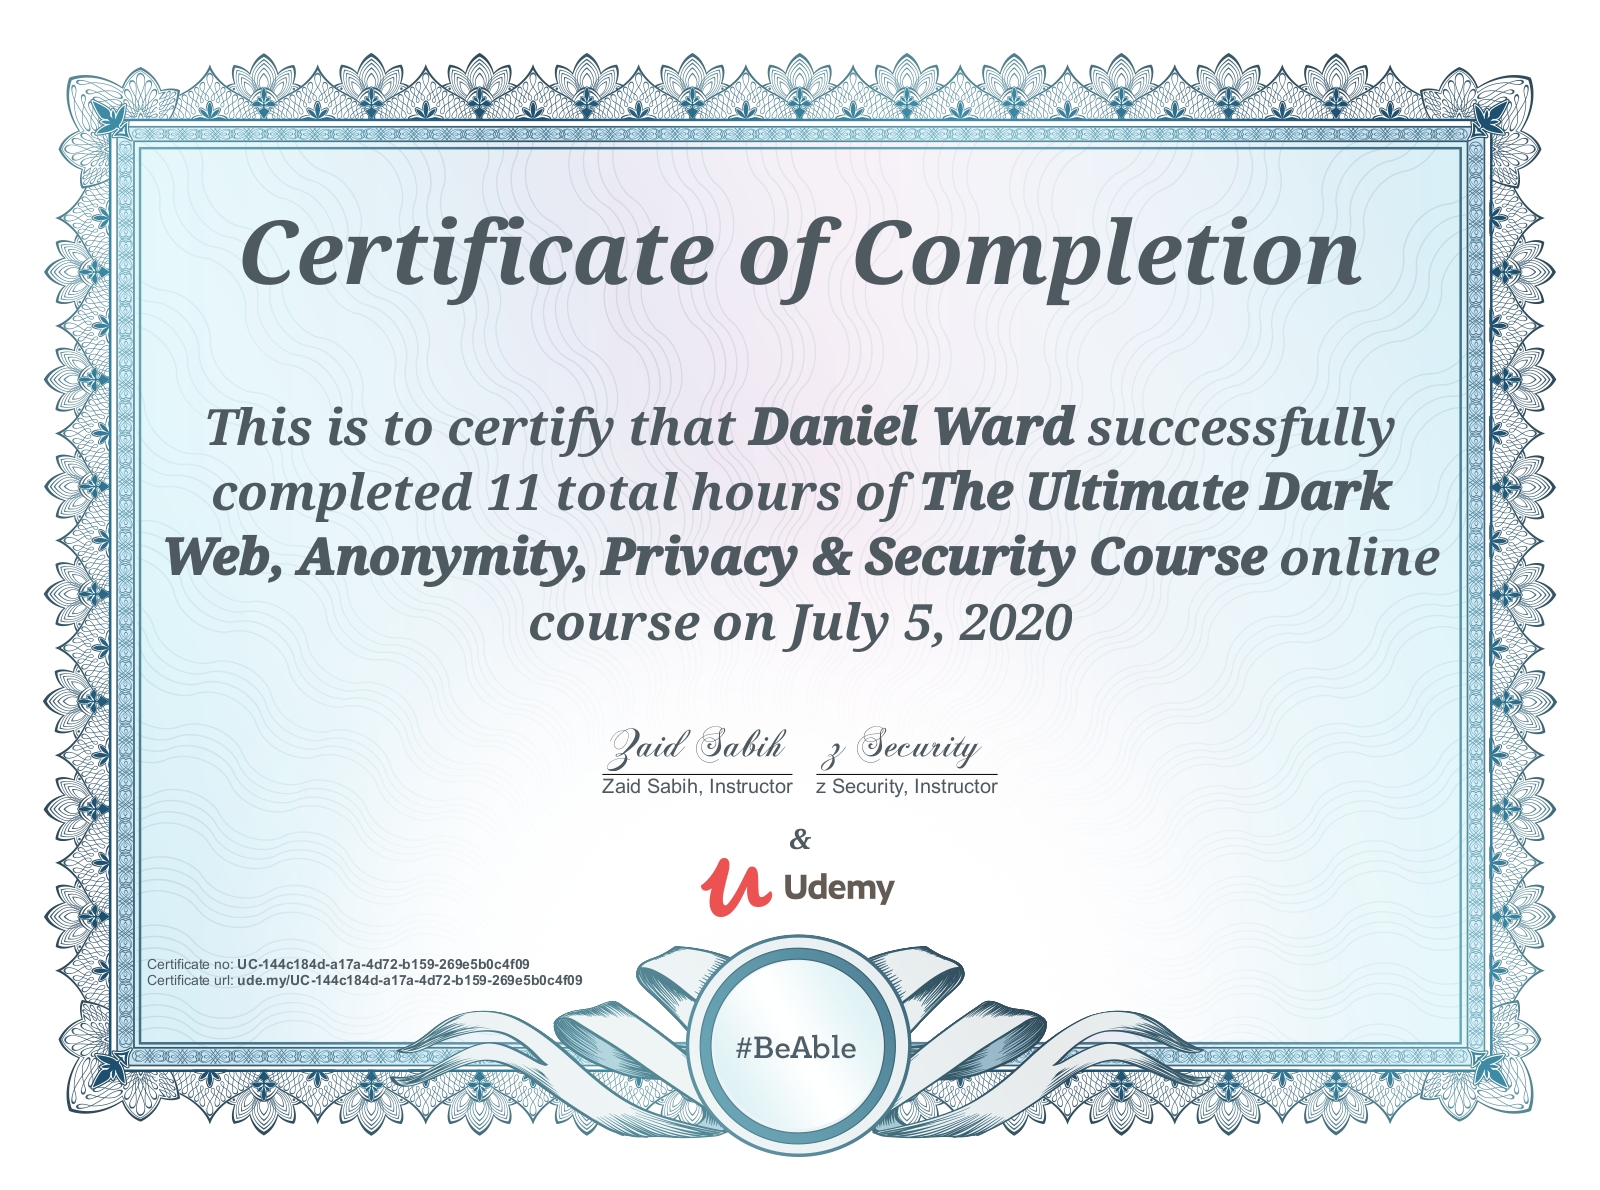 Certificate of Completion
This is to certify that Daniel Ward successfully
completed 11 total hours of The Ultimate Dark
Web, Anonymity, Privacy & Security Course online
course on July 5, 2020
Zaid Sabih z Security
Zaid Sabih, Instructor z Security, Instructor
&
Udemy
Certificate no: UC-144c184d-a17a-4d72-b159-269e5b0c4f09
Certificate url: ude.my/UC-144c184d-a17a-4d72-b159-269e5b0c4f09
#BeAble